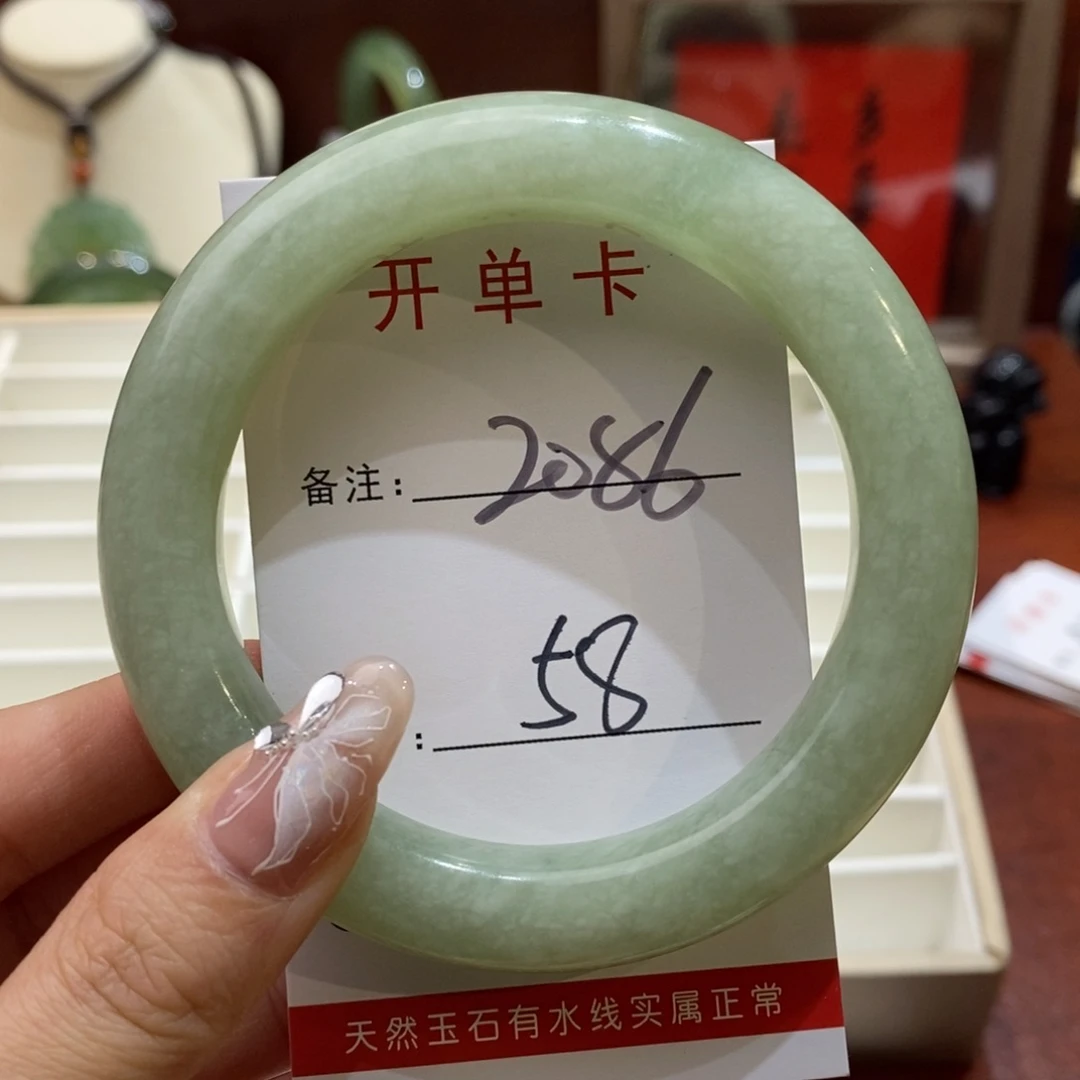 开单卡
备注: 2086
: 58
天然玉石有水线实属正常